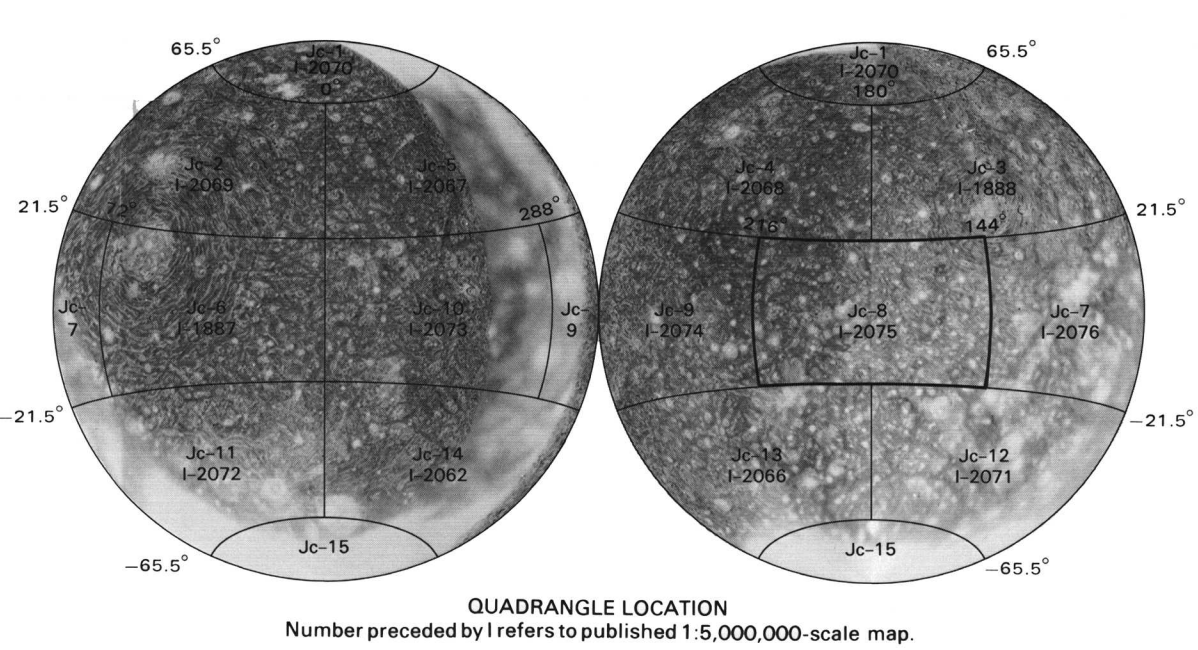 65.5°
Jc–1
I–2070
0°
Jc–2
I–2069
Jc–5
I–2067
21.5°
72°
288°
Jc–
7
Jc–6
I–1887
Jc–10
I–2073
Jc–
9
–21.5°
Jc–11
I–2072
Jc–14
I–2062
Jc–15
–65.5°
Jc–1
I–2070
180°
65.5°
Jc–4
I–2068
Jc–3
I–1888
21.5°
216°
144°
Jc–9
I–2074
Jc–8
I–2075
Jc–7
I–2076
–21.5°
Jc–13
I–2066
Jc–12
I–2071
Jc–15
–65.5°
QUADRANGLE LOCATION
Number preceded by I refers to published 1:5,000,000-scale map.